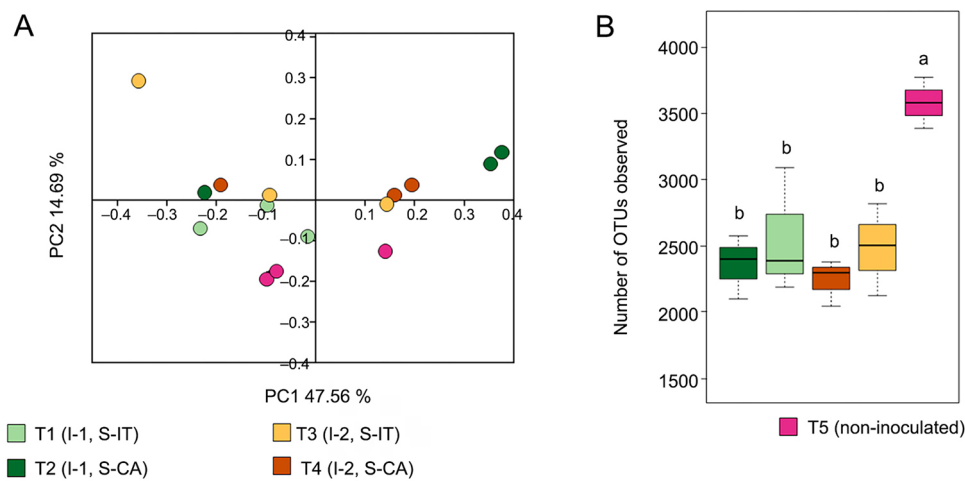 A
B
0.4
0.3
0.2
0.1
−0.4 −0.3 −0.2 −0.1 0.1 0.2 0.3 0.4
−0.1
−0.2
−0.3
−0.4
PC2 14.69 %
PC1 47.56 %
T1 (I-1, S-IT)
T2 (I-1, S-CA)
T3 (I-2, S-IT)
T4 (I-2, S-CA)
Number of OTUs observed
4000
3500
3000
2500
2000
1500
b
b
b
b
a
T5 (non-inoculated)